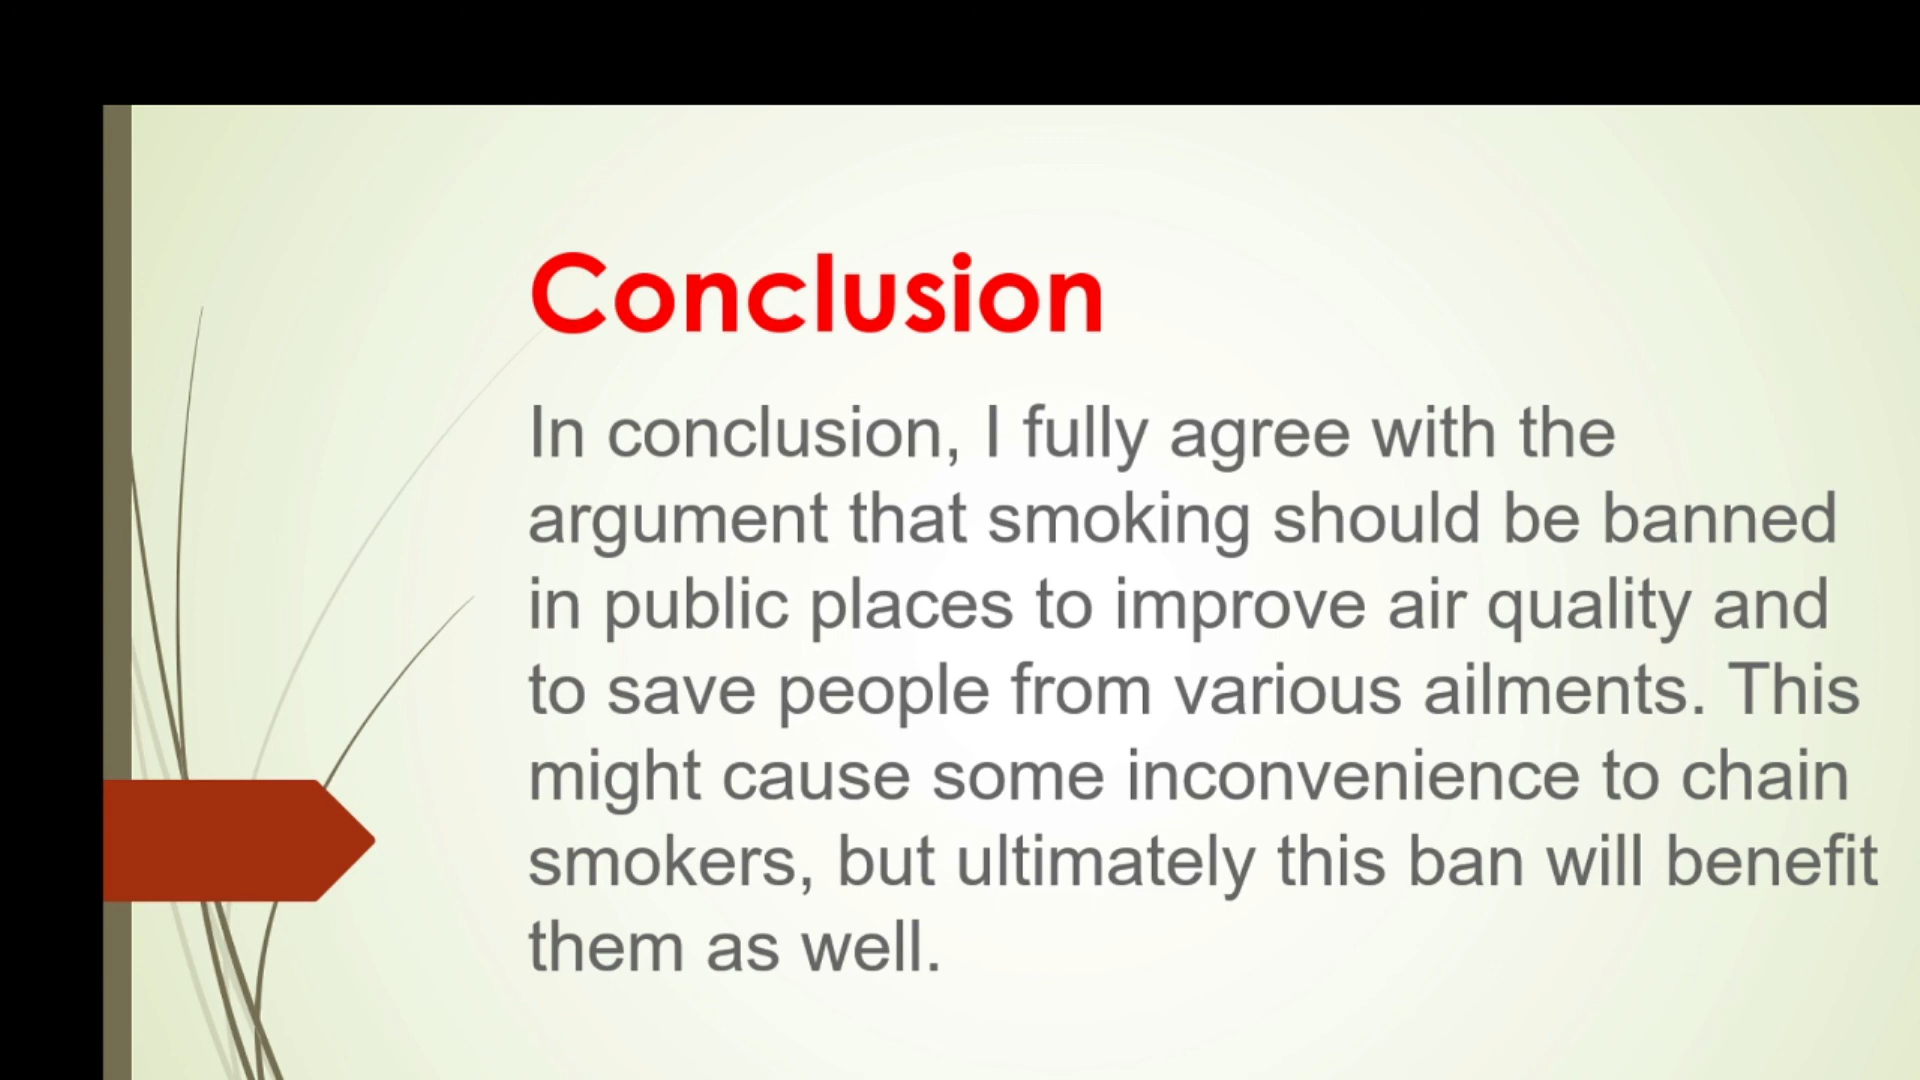 Conclusion
In conclusion, I fully agree with the
argument that smoking should be banned
in public places to improve air quality and
to save people from various ailments. This
might cause some inconvenience to chain
smokers, but ultimately this ban will benefit
them as well.